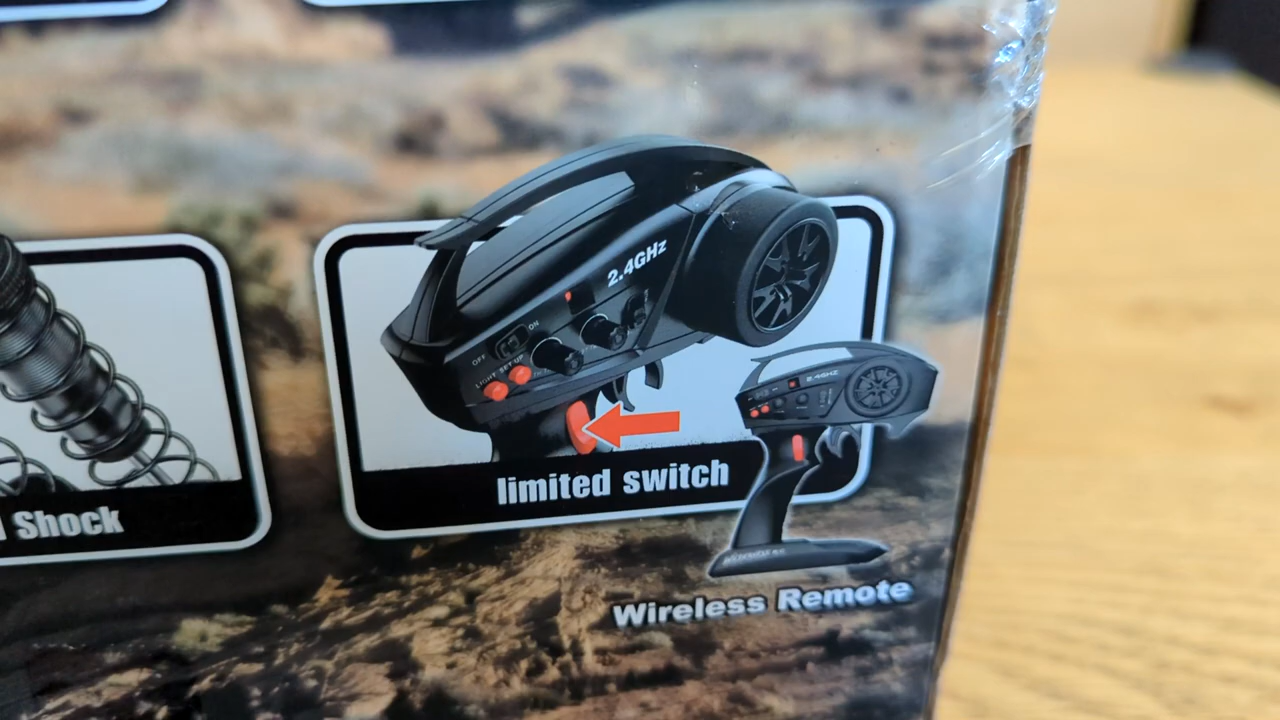 2.4GHz
OFF
ON
LIGHT SET-UP
limited switch
Shock
2.4GHZ
Wireless Remote